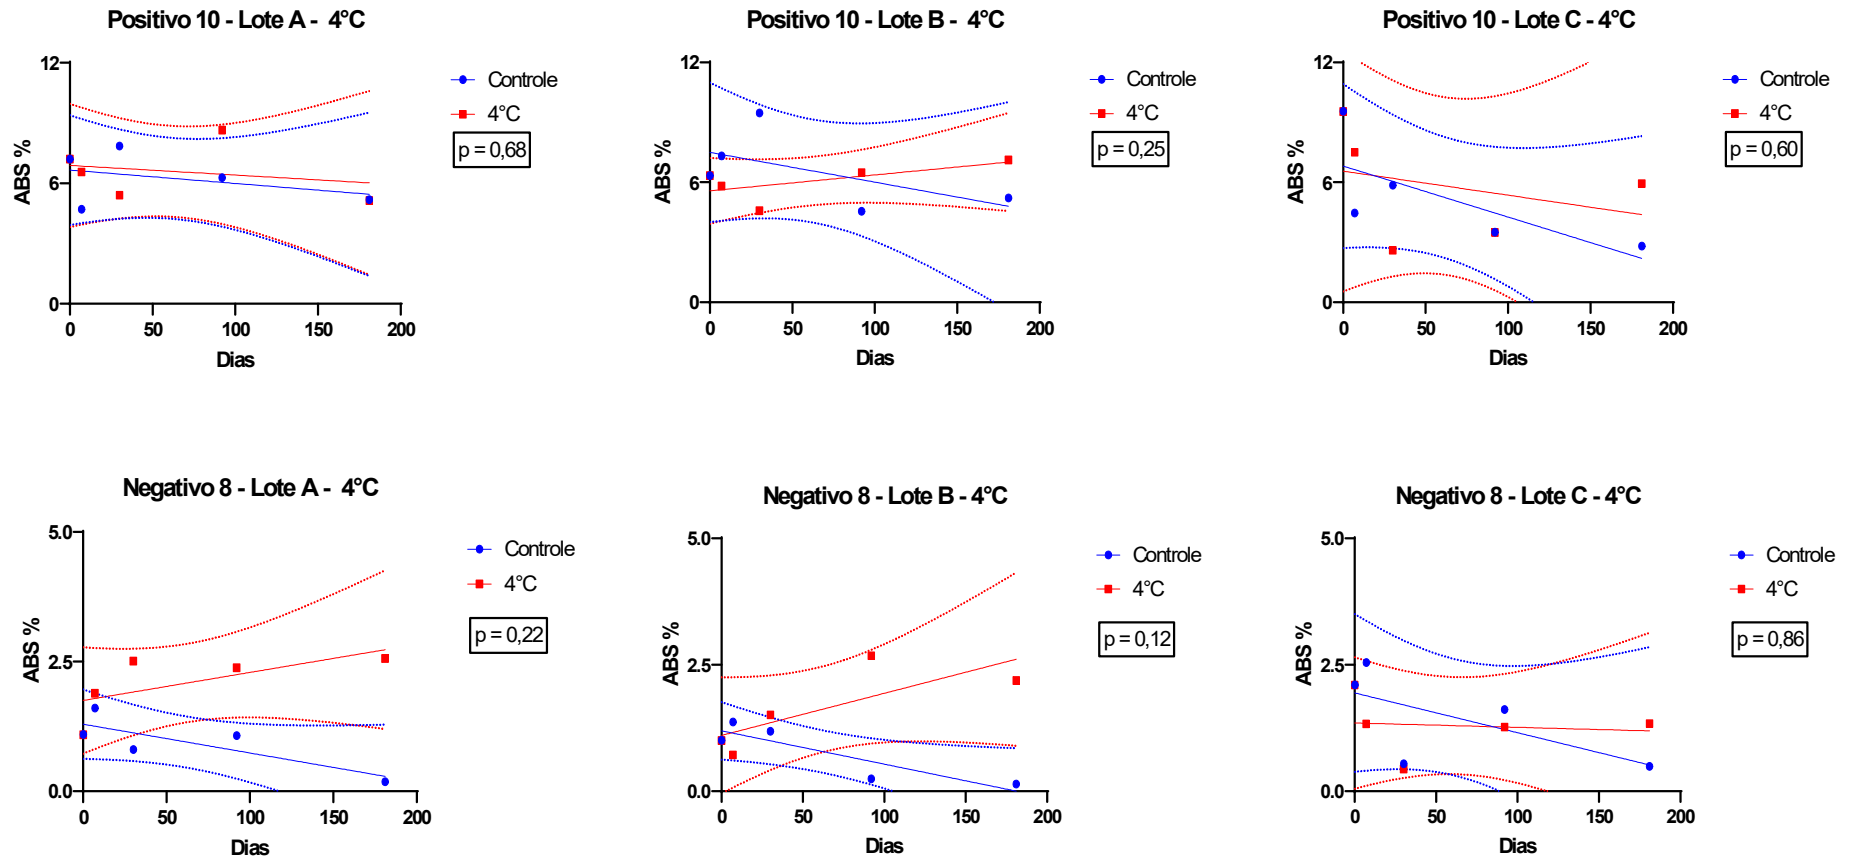 Positivo 10 - Lote A - 4°C
12
6
0
ABS %
0 50 100 150 200
Dias
Controle
4°C
p = 0,68
Positivo 10 - Lote B - 4°C
12
6
0
ABS %
0 50 100 150 200
Dias
Controle
4°C
p = 0,25
Positivo 10 - Lote C - 4°C
12
6
0
ABS %
0 50 100 150 200
Dias
Controle
4°C
p = 0,60
Negativo 8 - Lote A - 4°C
5.0
2.5
0.0
ABS %
0 50 100 150 200
Dias
Controle
4°C
p = 0,22
Negativo 8 - Lote B - 4°C
5.0
2.5
0.0
ABS %
0 50 100 150 200
Dias
Controle
4°C
p = 0,12
Negativo 8 - Lote C - 4°C
5.0
2.5
0.0
ABS %
0 50 100 150 200
Dias
Controle
4°C
p = 0,86